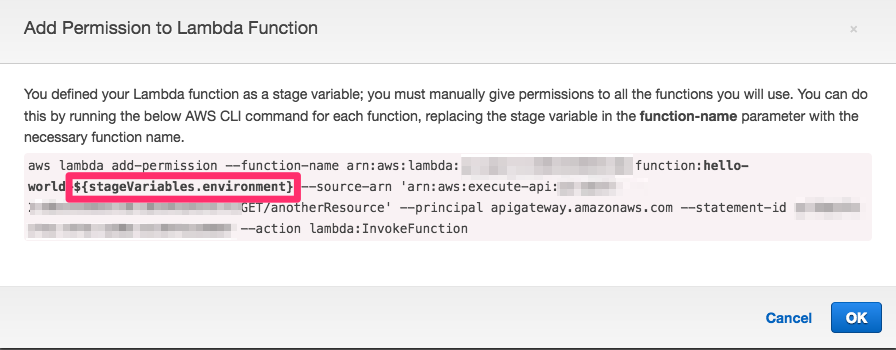 Add Permission to Lambda Function
×
You defined your Lambda function as a stage variable; you must manually give permissions to all the functions you will use. You can do
this by running the below AWS CLI command for each function, replacing the stage variable in the function-name parameter with the
necessary function name.
aws lambda add-permission --function-name arn:aws:lambda: function:hello-
world-${stageVariables.environment} --source-arn 'arn:aws:execute-api:
GET/anotherResource' --principal apigateway.amazonaws.com --statement-id
--action lambda:InvokeFunction
Cancel OK